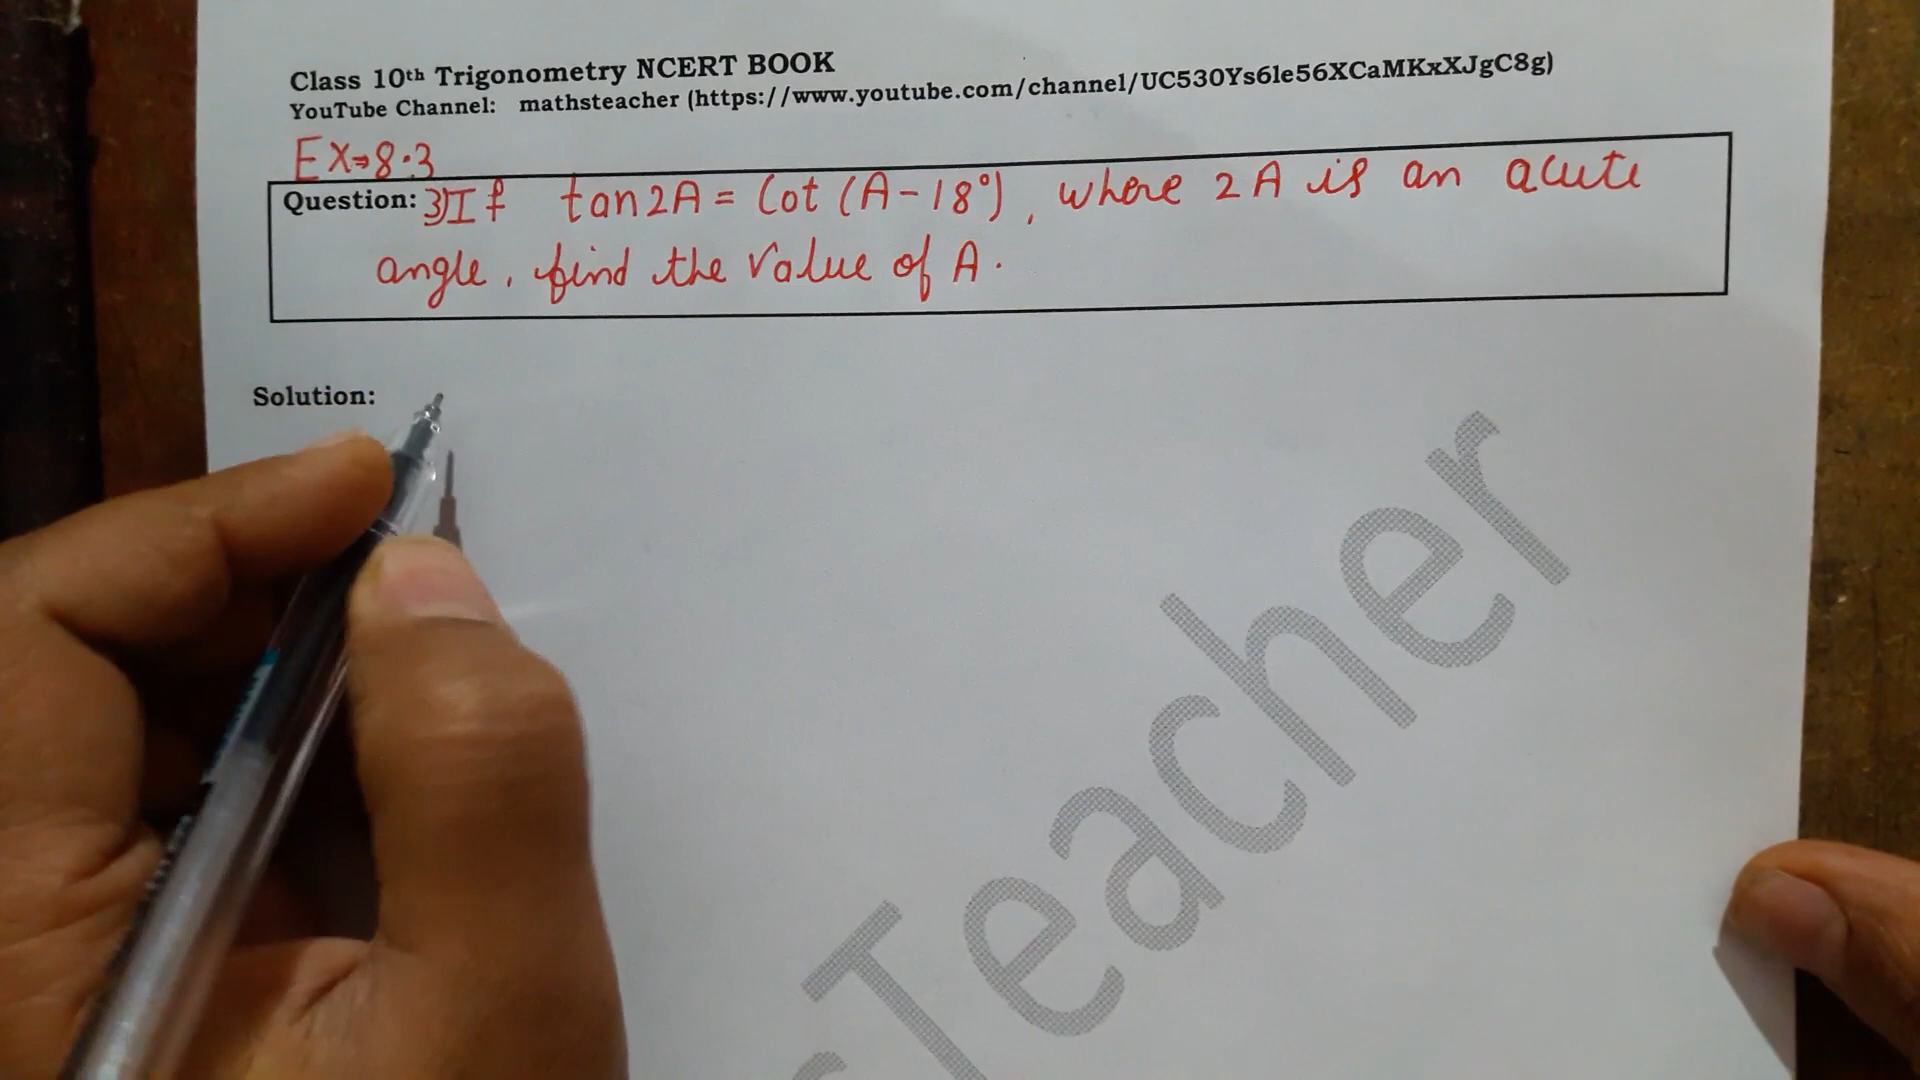 Class 10th Trigonometry NCERT BOOK
YouTube Channel: mathsteacher (https://www.youtube.com/channel/UC530Ys6le56XCaMKxXJgC8g)
EX→8.3
Question: 3) If tan2A = Cot (A-18°), where 2A is an acute
angle, find the value of A.
Solution:
Teacher